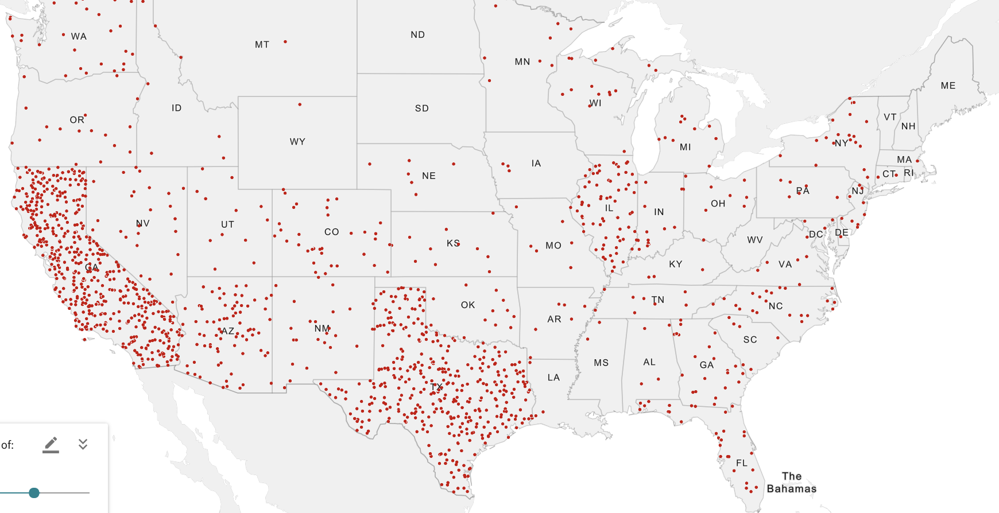 WA
MT
ND
MN
ME
OR
ID
SD
WI
VT
NH
WY
NY
MI
MA
IA
NE
CT
RI
PA
NJ
OH
IL
IN
NV
UT
CO
DE
DC
WV
KS
MO
CA
KY
VA
OK
TN
NC
AR
AZ
NM
SC
MS
AL
GA
LA
TX
of:
FL
The
Bahamas